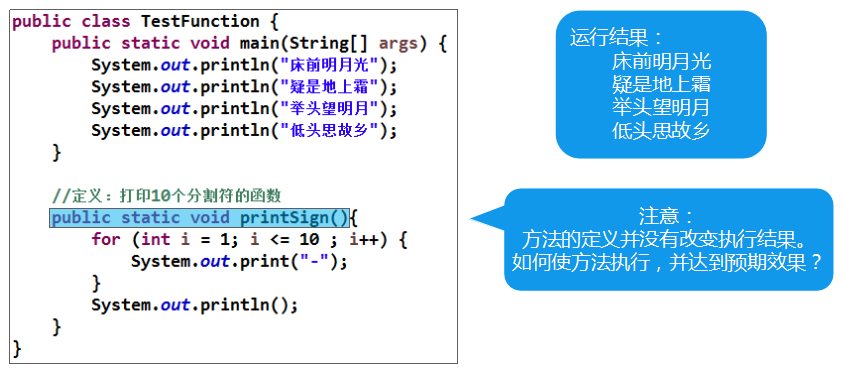 public class TestFunction {
    public static void main(String[] args) {
        System.out.println("床前明月光");
        System.out.println("疑是地上霜");
        System.out.println("举头望明月");
        System.out.println("低头思故乡");
    }
    //定义：打印10个分割符的函数
    public static void printSign(){
        for (int i = 1; i <= 10 ; i++) {
            System.out.print("-");
        }
        System.out.println();
    }
}
运行结果：
床前明月光
疑是地上霜
举头望明月
低头思故乡
注意：
方法的定义并没有改变执行结果。
如何使方法执行，并达到预期效果？